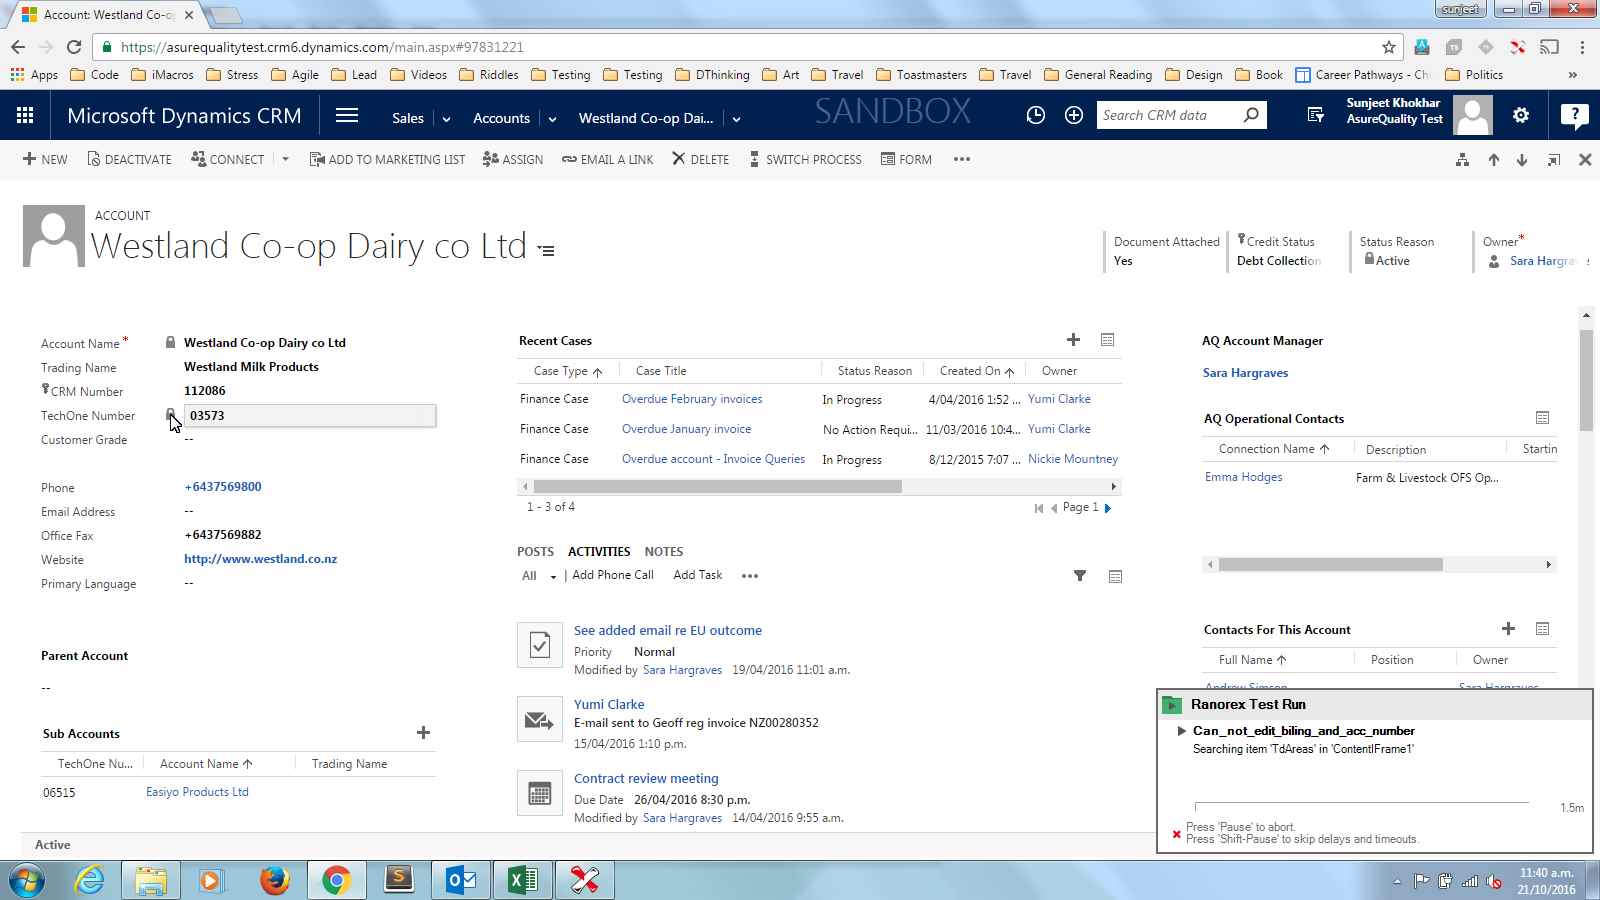 Account: Westland Co-o
sunjeet
https://asurequalitytest.crm6.dynamics.com/main.aspx#97831221
Apps Code iMacros Stress Agile Lead Videos Riddles Testing Testing DThinking Art Travel Toastmasters Travel General Reading Design Book Career Pathways - Ch Politics »
Microsoft Dynamics CRM Sales Accounts Westland Co-op Dai... SANDBOX Search CRM data
Sunjeet Khokhar
AsureQuality Test
NEW DEACTIVATE CONNECT ADD TO MARKETING LIST ASSIGN EMAIL A LINK DELETE SWITCH PROCESS FORM
ACCOUNT
Westland Co-op Dairy co Ltd
Document Attached
Yes
Credit Status
Debt Collection
Status Reason
Active
Owner*
Sara Hargra
Account Name* Westland Co-op Dairy co Ltd
Trading Name Westland Milk Products
CRM Number 112086
TechOne Number 03573
Customer Grade --
Phone +6437569800
Email Address --
Office Fax +6437569882
Website http://www.westland.co.nz
Primary Language --
Parent Account
--
Sub Accounts
TechOne Nu... Account Name Trading Name
06515 Easiyo Products Ltd
Recent Cases
Case Type Case Title Status Reason Created On Owner
Finance Case Overdue February invoices In Progress 4/04/2016 1:52 ... Yumi Clarke
Finance Case Overdue January invoice No Action Requi... 11/03/2016 10:4... Yumi Clarke
Finance Case Overdue account - Invoice Queries In Progress 8/12/2015 7:07 ... Nickie Mountney
1 - 3 of 4 Page 1
POSTS ACTIVITIES NOTES
All | Add Phone Call Add Task
See added email re EU outcome
Priority Normal
Modified by Sara Hargraves 19/04/2016 11:01 a.m.
Yumi Clarke
E-mail sent to Geoff reg invoice NZ00280352
15/04/2016 1:10 p.m.
Contract review meeting
Due Date 26/04/2016 8:30 p.m.
Modified by Sara Hargraves 14/04/2016 9:55 a.m.
AQ Account Manager
Sara Hargraves
AQ Operational Contacts
Connection Name Description Startin
Emma Hodges Farm & Livestock OFS Op...
Contacts For This Account
Full Name Position Owner
Andrew Simson Sara Hargraves
Ranorex Test Run
Can_not_edit_biling_and_acc_number
Searching item 'TdAreas' in 'ContentIFrame1'
1.5m
Press 'Pause' to abort.
Press 'Shift-Pause' to skip delays and timeouts.
Active
11:40 a.m.
21/10/2016